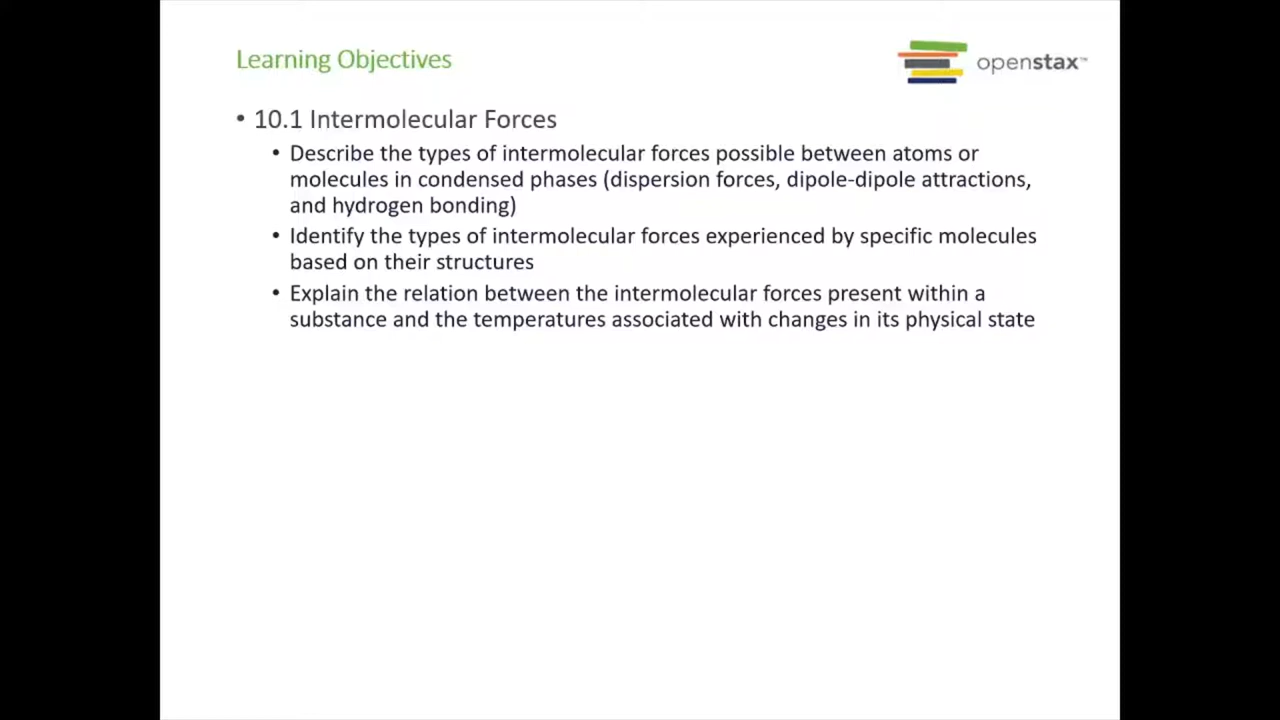 Learning Objectives
openstax™
• 10.1 Intermolecular Forces
• Describe the types of intermolecular forces possible between atoms or
molecules in condensed phases (dispersion forces, dipole-dipole attractions,
and hydrogen bonding)
• Identify the types of intermolecular forces experienced by specific molecules
based on their structures
• Explain the relation between the intermolecular forces present within a
substance and the temperatures associated with changes in its physical state